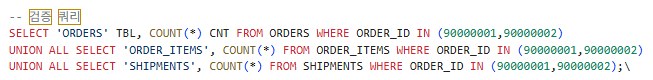 -- 검증 쿼리
SELECT 'ORDERS' TBL, COUNT(*) CNT FROM ORDERS WHERE ORDER_ID IN (90000001,90000002)
UNION ALL SELECT 'ORDER_ITEMS', COUNT(*) FROM ORDER_ITEMS WHERE ORDER_ID IN (90000001,90000002)
UNION ALL SELECT 'SHIPMENTS', COUNT(*) FROM SHIPMENTS WHERE ORDER_ID IN (90000001,90000002);\